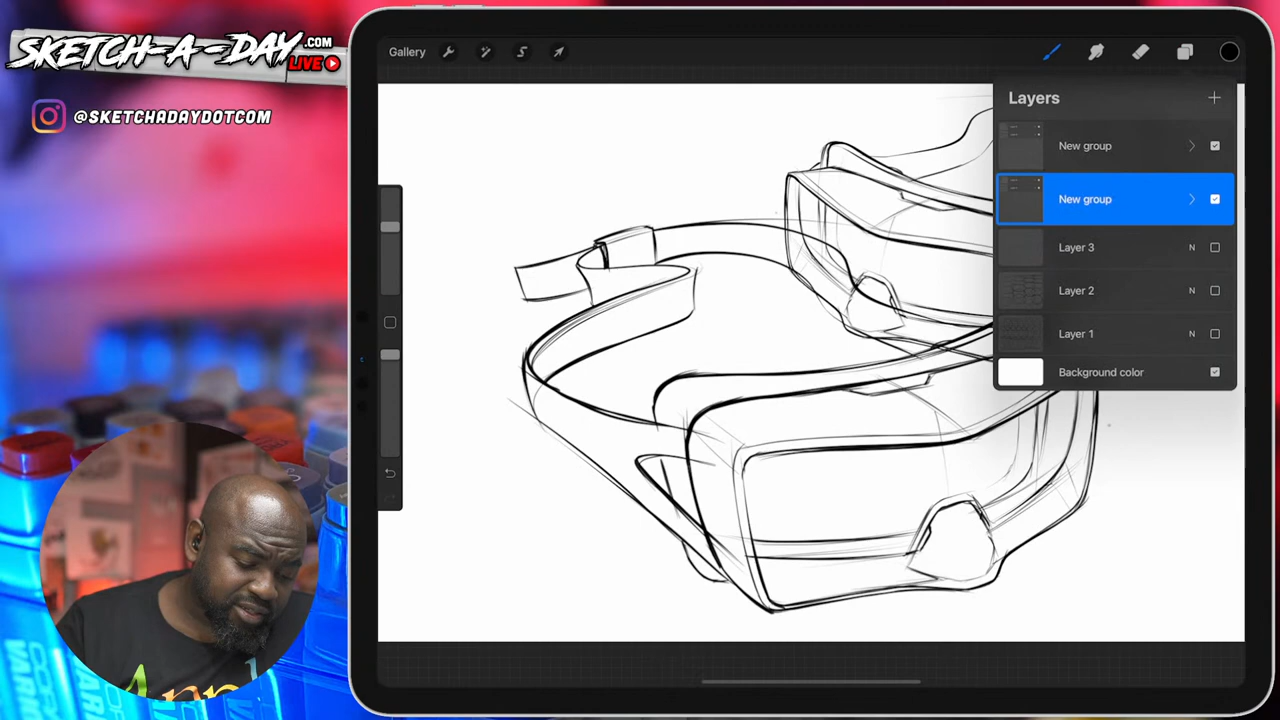 SKETCH-A-DAY.COM
LIVE
@SKETCHADAYDOTCOM
Gallery
Layers
New group
New group
Layer 3 N
Layer 2 N
Layer 1 N
Background color